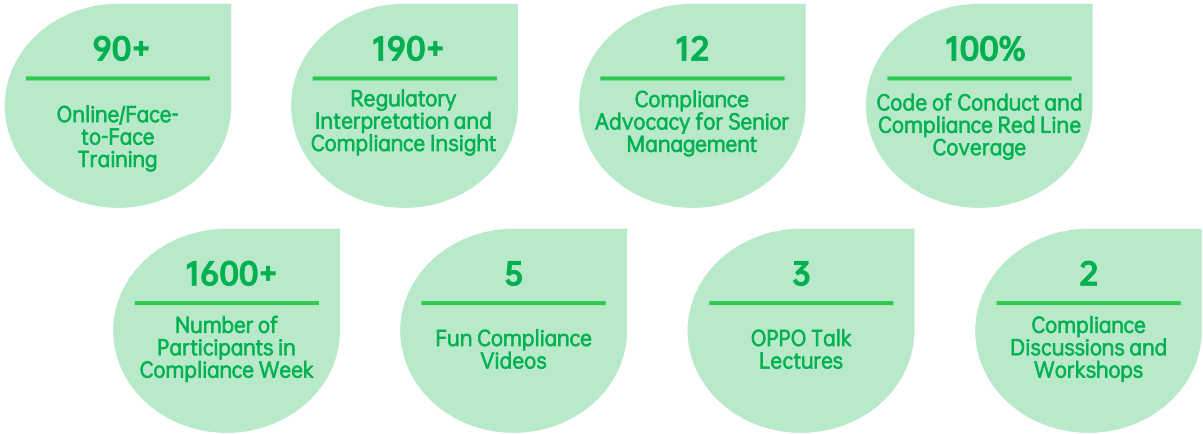 90+
Online/Face-
to-Face
Training
190+
Regulatory
Interpretation and
Compliance Insight
12
Compliance
Advocacy for Senior
Management
100%
Code of Conduct and
Compliance Red Line
Coverage
1600+
Number of
Participants in
Compliance Week
5
Fun Compliance
Videos
3
OPPO Talk
Lectures
2
Compliance
Discussions and
Workshops